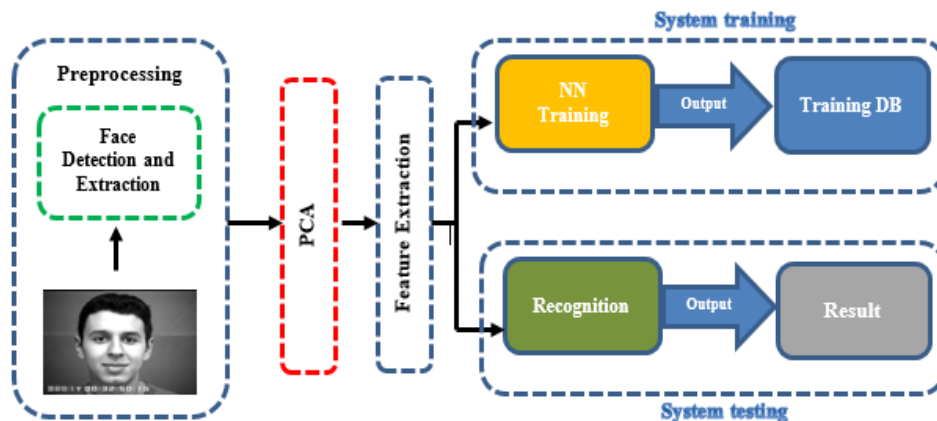 System training
Preprocessing
Face
Detection and
Extraction
PCA
Feature Extraction
NN
Training
Output
Training DB
Recognition
Output
Result
System testing